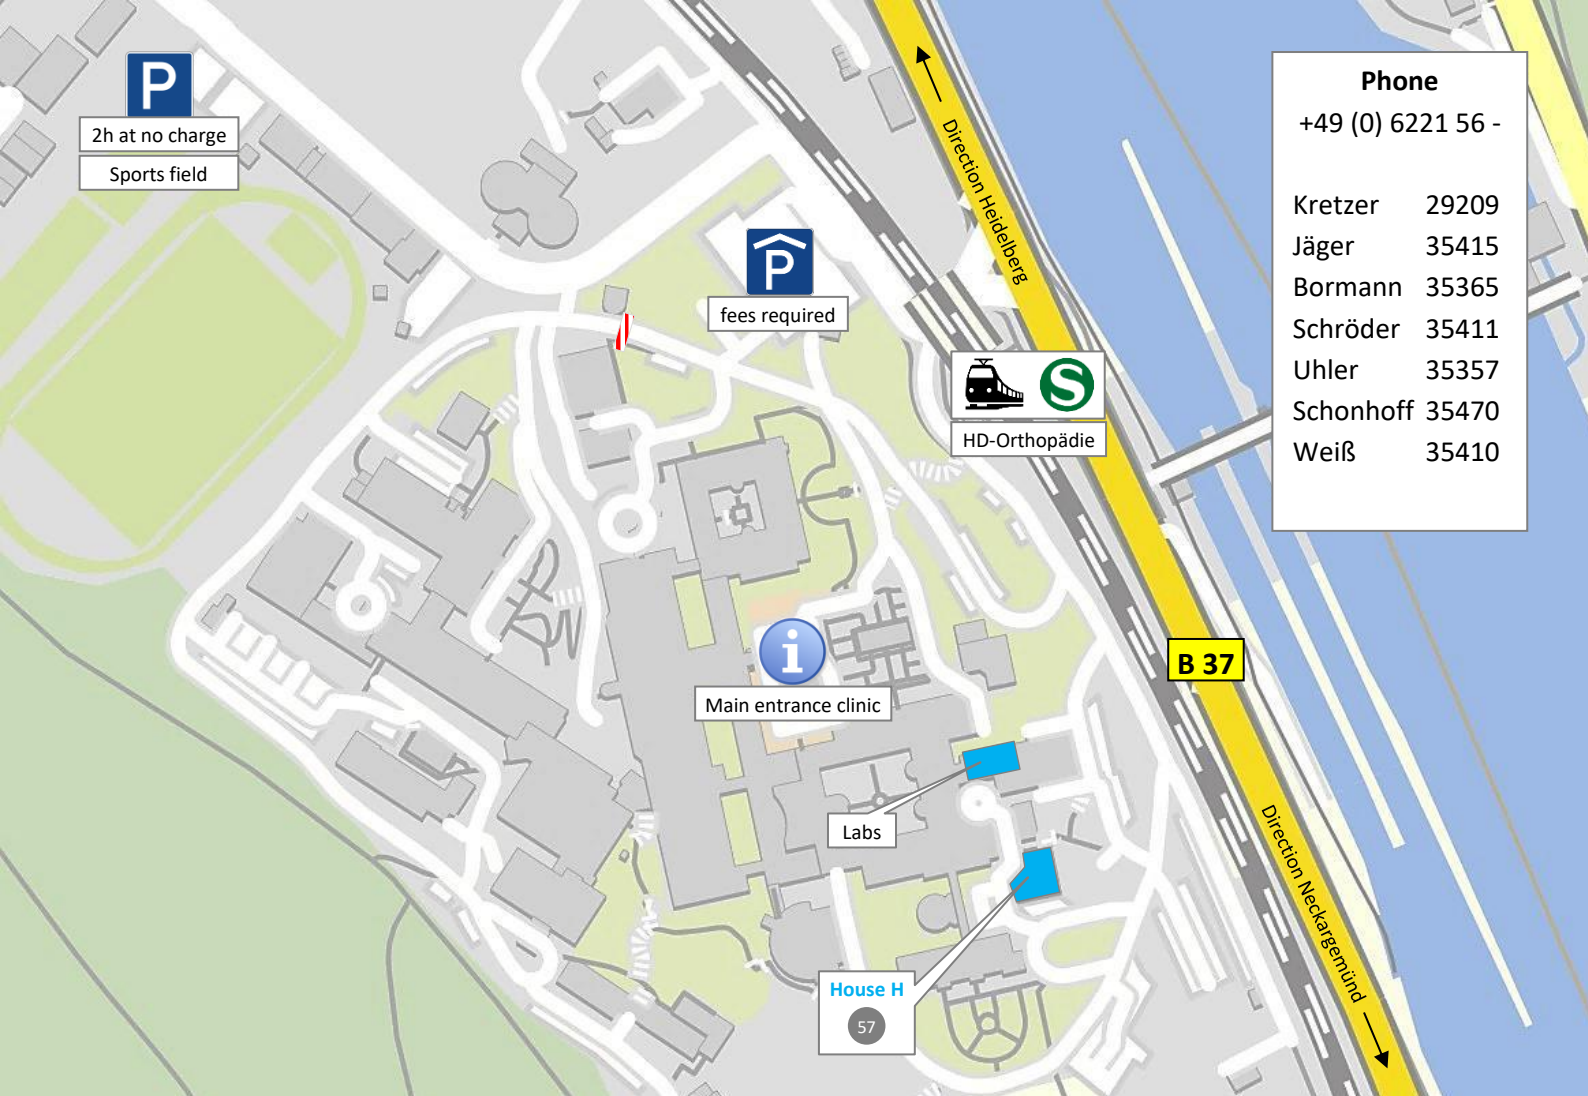 P
2h at no charge
Sports field
P
fees required
Direction Heidelberg
S
HD-Orthopädie
Phone
+49 (0) 6221 56 -
Kretzer 29209
Jäger 35415
Bormann 35365
Schröder 35411
Uhler 35357
Schonhoff 35470
Weiß 35410
i
Main entrance clinic
B 37
Labs
Direction Neckargemünd
House H
57